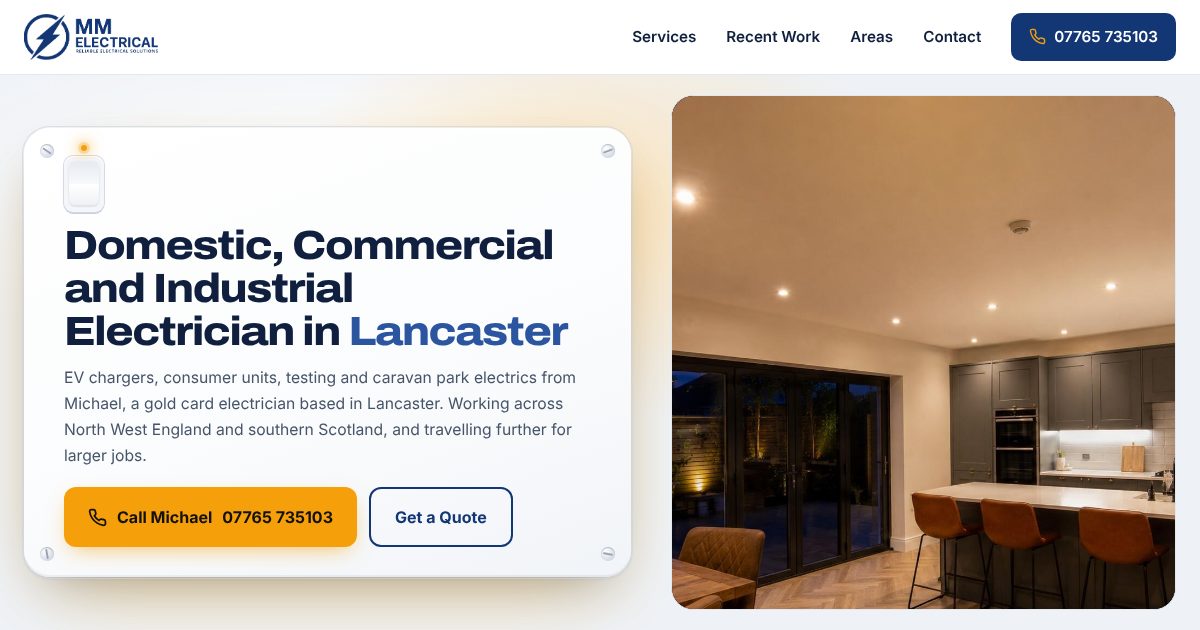 MM
ELECTRICAL
RELIABLE ELECTRICAL SOLUTIONS
Services
Recent Work
Areas
Contact
07765 735103
Domestic, Commercial
and Industrial
Electrician in Lancaster
EV chargers, consumer units, testing and caravan park electrics from
Michael, a gold card electrician based in Lancaster. Working across
North West England and southern Scotland, and travelling further for
larger jobs.
Call Michael 07765 735103
Get a Quote